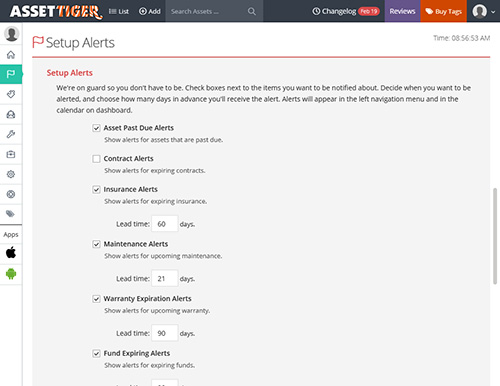 ASSETTIGER List Add Search Assets ... Changelog Feb 19 Reviews Buy Tags
Setup Alerts Time: 08:56:53 AM
Setup Alerts
We're on guard so you don't have to be. Check boxes next to the items you want to be notified about. Decide when you want to be
alerted, and choose how many days in advance you'll receive the alert. Alerts will appear in the left navigation menu and in the
calendar on dashboard.
Asset Past Due Alerts
Show alerts for assets that are past due.
Contract Alerts
Show alerts for expiring contracts.
Insurance Alerts
Show alerts for expiring insurance.
Lead time: 60 days.
Maintenance Alerts
Show alerts for upcoming maintenance.
Lead time: 21 days.
Warranty Expiration Alerts
Show alerts for upcoming warranty.
Lead time: 90 days.
Apps
Fund Expiring Alerts
Show alerts for expiring funds.